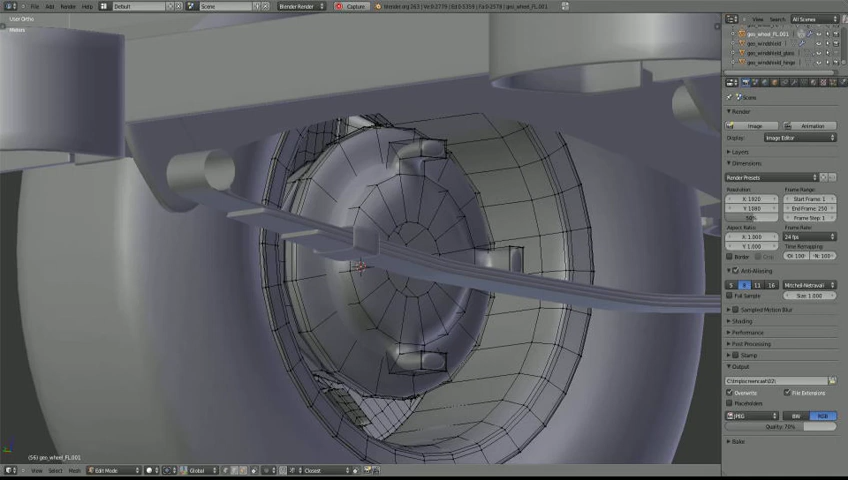 File Add Render Help Default Scene Blender Render Capture
User Ortho
Meters
View Search All Scenes
geo_wheel_FL.001
geo_windshield
geo_windshield_glass
geo_windshield_hinge
Scene
Render
Image Animation
Display: Image Editor
Layers
Dimensions
Render Presets
Resolution: Frame Range:
X: 1920 Start Frame: 1
Y: 1080 End Frame: 250
50% Frame Step: 1
Aspect Ratio: Frame Rate:
X: 1.000 24 fps
Y: 1.000 Time Remapping
Border Crop
Anti-Aliasing
5 8 11 16 Mitchell-Netravali
Full Sample Size: 1.000
Sampled Motion Blur
Shading
Performance
Post Processing
Stamp
Output
Overwrite File Extensions
Placeholders
JPEG BW RGB
Quality: 70%
Bake
(56) geo_wheel_FL.001
View Select Mesh Edit Mode Global Closest